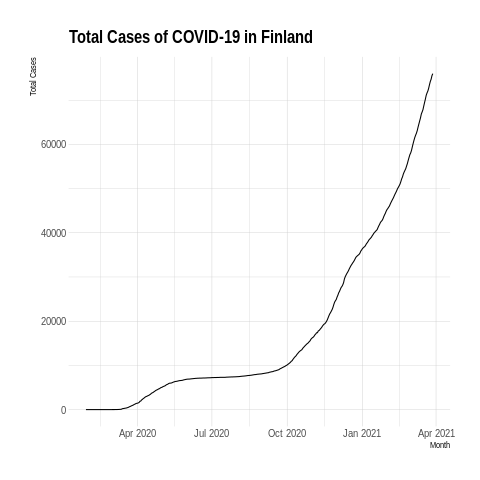 Total Cases of COVID-19 in Finland
Total Cases
60000
40000
20000
0
Apr 2020 Jul 2020 Oct 2020 Jan 2021 Apr 2021
Month